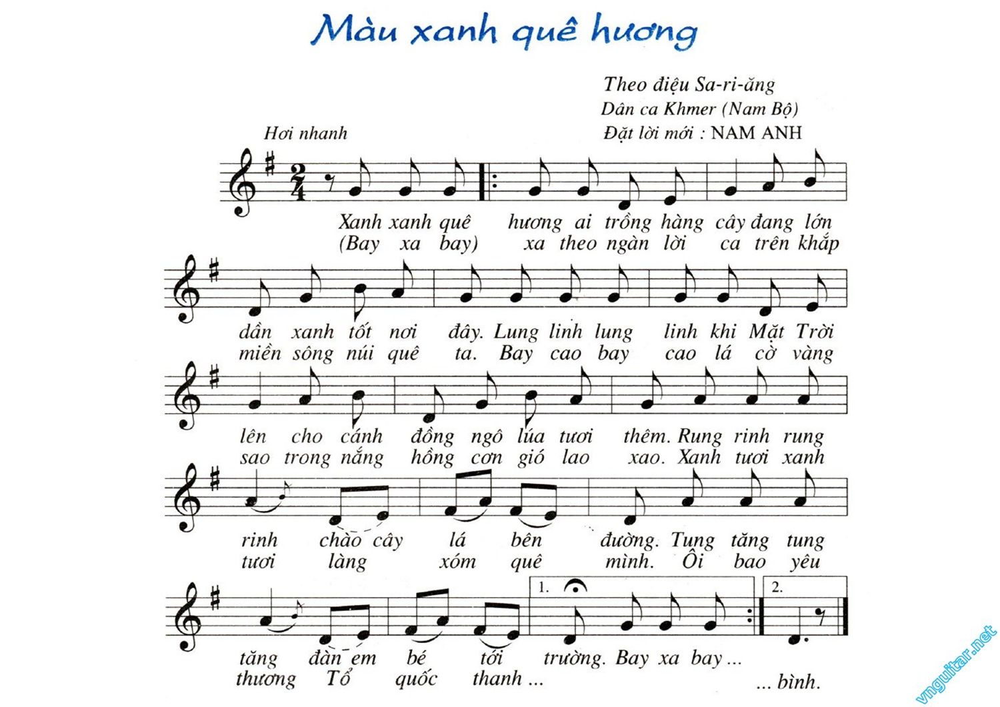 Màu xanh quê hương
Theo điệu Sa-ri-ăng
Dân ca Khmer (Nam Bộ)
Hơi nhanh
Đặt lời mới : NAM ANH
2
4
Xanh xanh quê hương ai trồng hàng cây đang lớn
(Bay xa bay) xa theo ngàn lời ca trên khắp
dần xanh tốt nơi đây. Lung linh lung linh khi Mặt Trời
miền sông núi quê ta. Bay cao bay cao lá cờ vàng
lên cho cánh đồng ngô lúa tươi thêm. Rung rinh rung
sao trong nắng hồng cơn gió lao xao. Xanh tươi xanh
rinh chào cây lá bên đường. Tung tăng tung
tươi làng xóm quê mình. Ôi bao yêu
1. 2.
tăng đàn em bé tới trường. Bay xa bay ...
thương Tổ quốc thanh ... ... bình.
vnguitar.net